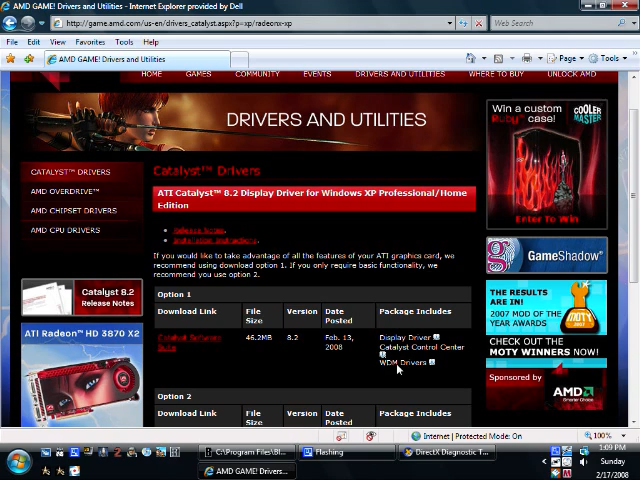 AMD GAME! Drivers and Utilities - Internet Explorer provided by Dell
http://game.amd.com/us-en/drivers_catalyst.aspx?p=xp/radeonx-xp
Web Search
File Edit View Favorites Tools Help
AMD GAME! Drivers and Utilities
Page Tools
HOME GAMES COMMUNITY EVENTS DRIVERS AND UTILITIES WHERE TO BUY UNLOCK AMD
DRIVERS AND UTILITIES
Win a custom
Ruby™ case!
COOLER
MASTER
Enter To Win
CATALYST™ DRIVERS
AMD OVERDRIVE™
AMD CHIPSET DRIVERS
AMD CPU DRIVERS
Catalyst™ Drivers
ATI Catalyst™ 8.2 Display Driver for Windows XP Professional/Home
Edition
Release Notes.
Installation Instructions.
If you would like to take advantage of all the features of your ATI graphics card, we
recommend using download option 1. If you only require basic functionality, we
recommend you use option 2.
Option 1
Download Link File Size Version Date Posted Package Includes
Catalyst Software Suite 46.2MB 8.2 Feb. 13, 2008 Display Driver
Catalyst Control Center
WDM Drivers
Option 2
Download Link File Size Version Date Posted Package Includes
Catalyst 8.2
Release Notes
ATI Radeon™ HD 3870 X2
GameShadow
THE RESULTS
ARE IN!
2007 MOD OF THE
YEAR AWARDS
CHECK OUT THE
MOTY WINNERS NOW!
Sponsored by
AMD
Smarter Choice
Internet | Protected Mode: On
100%
C:\Program Files\Bl...
Flashing
DirectX Diagnostic T...
AMD GAME! Drivers...
1:09 PM
Sunday
2/17/2008